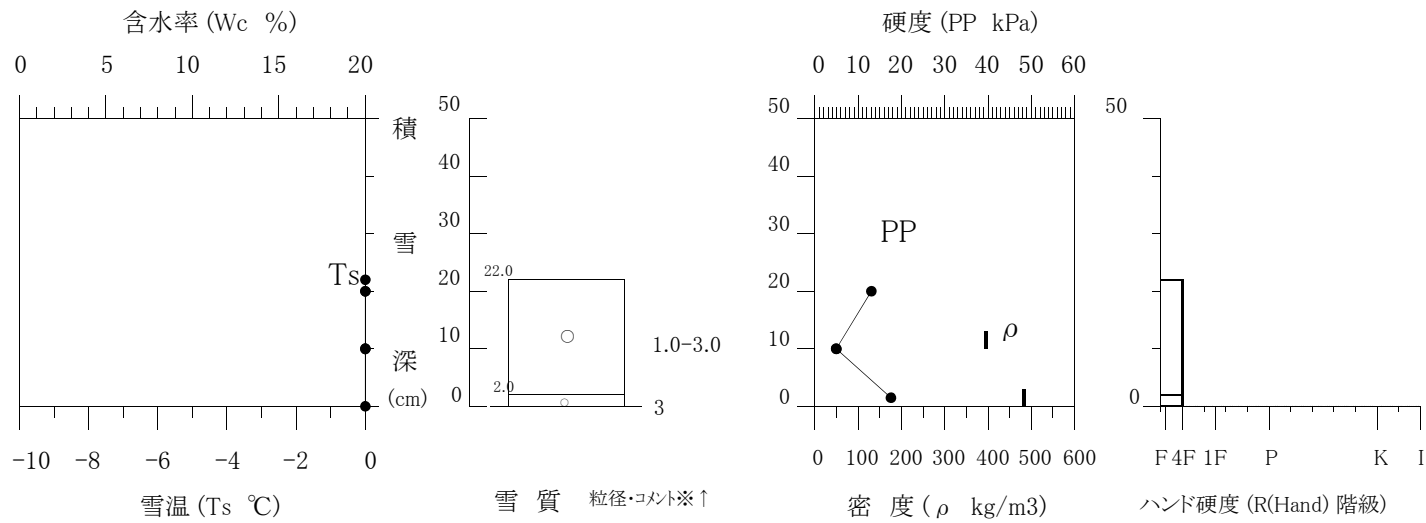 含水率 (Wc %) 硬度 (PP kPa)
0 5 10 15 20 0 10 20 30 40 50 60
50 50 50
積
40 40
30 PP 30
雪
Ts 22.0 20 20
10 1.0-3.0 ρ 10
深
2.0 0 0 0
(cm) 3
-10 -8 -6 -4 -2 0 0 100 200 300 400 500 600 F 4F 1F P K I
雪温 (Ts ℃) 雪 質 粒径・コメント※↑ 密 度 (ρ kg/m3) ハンド硬度 (R(Hand) 階級)